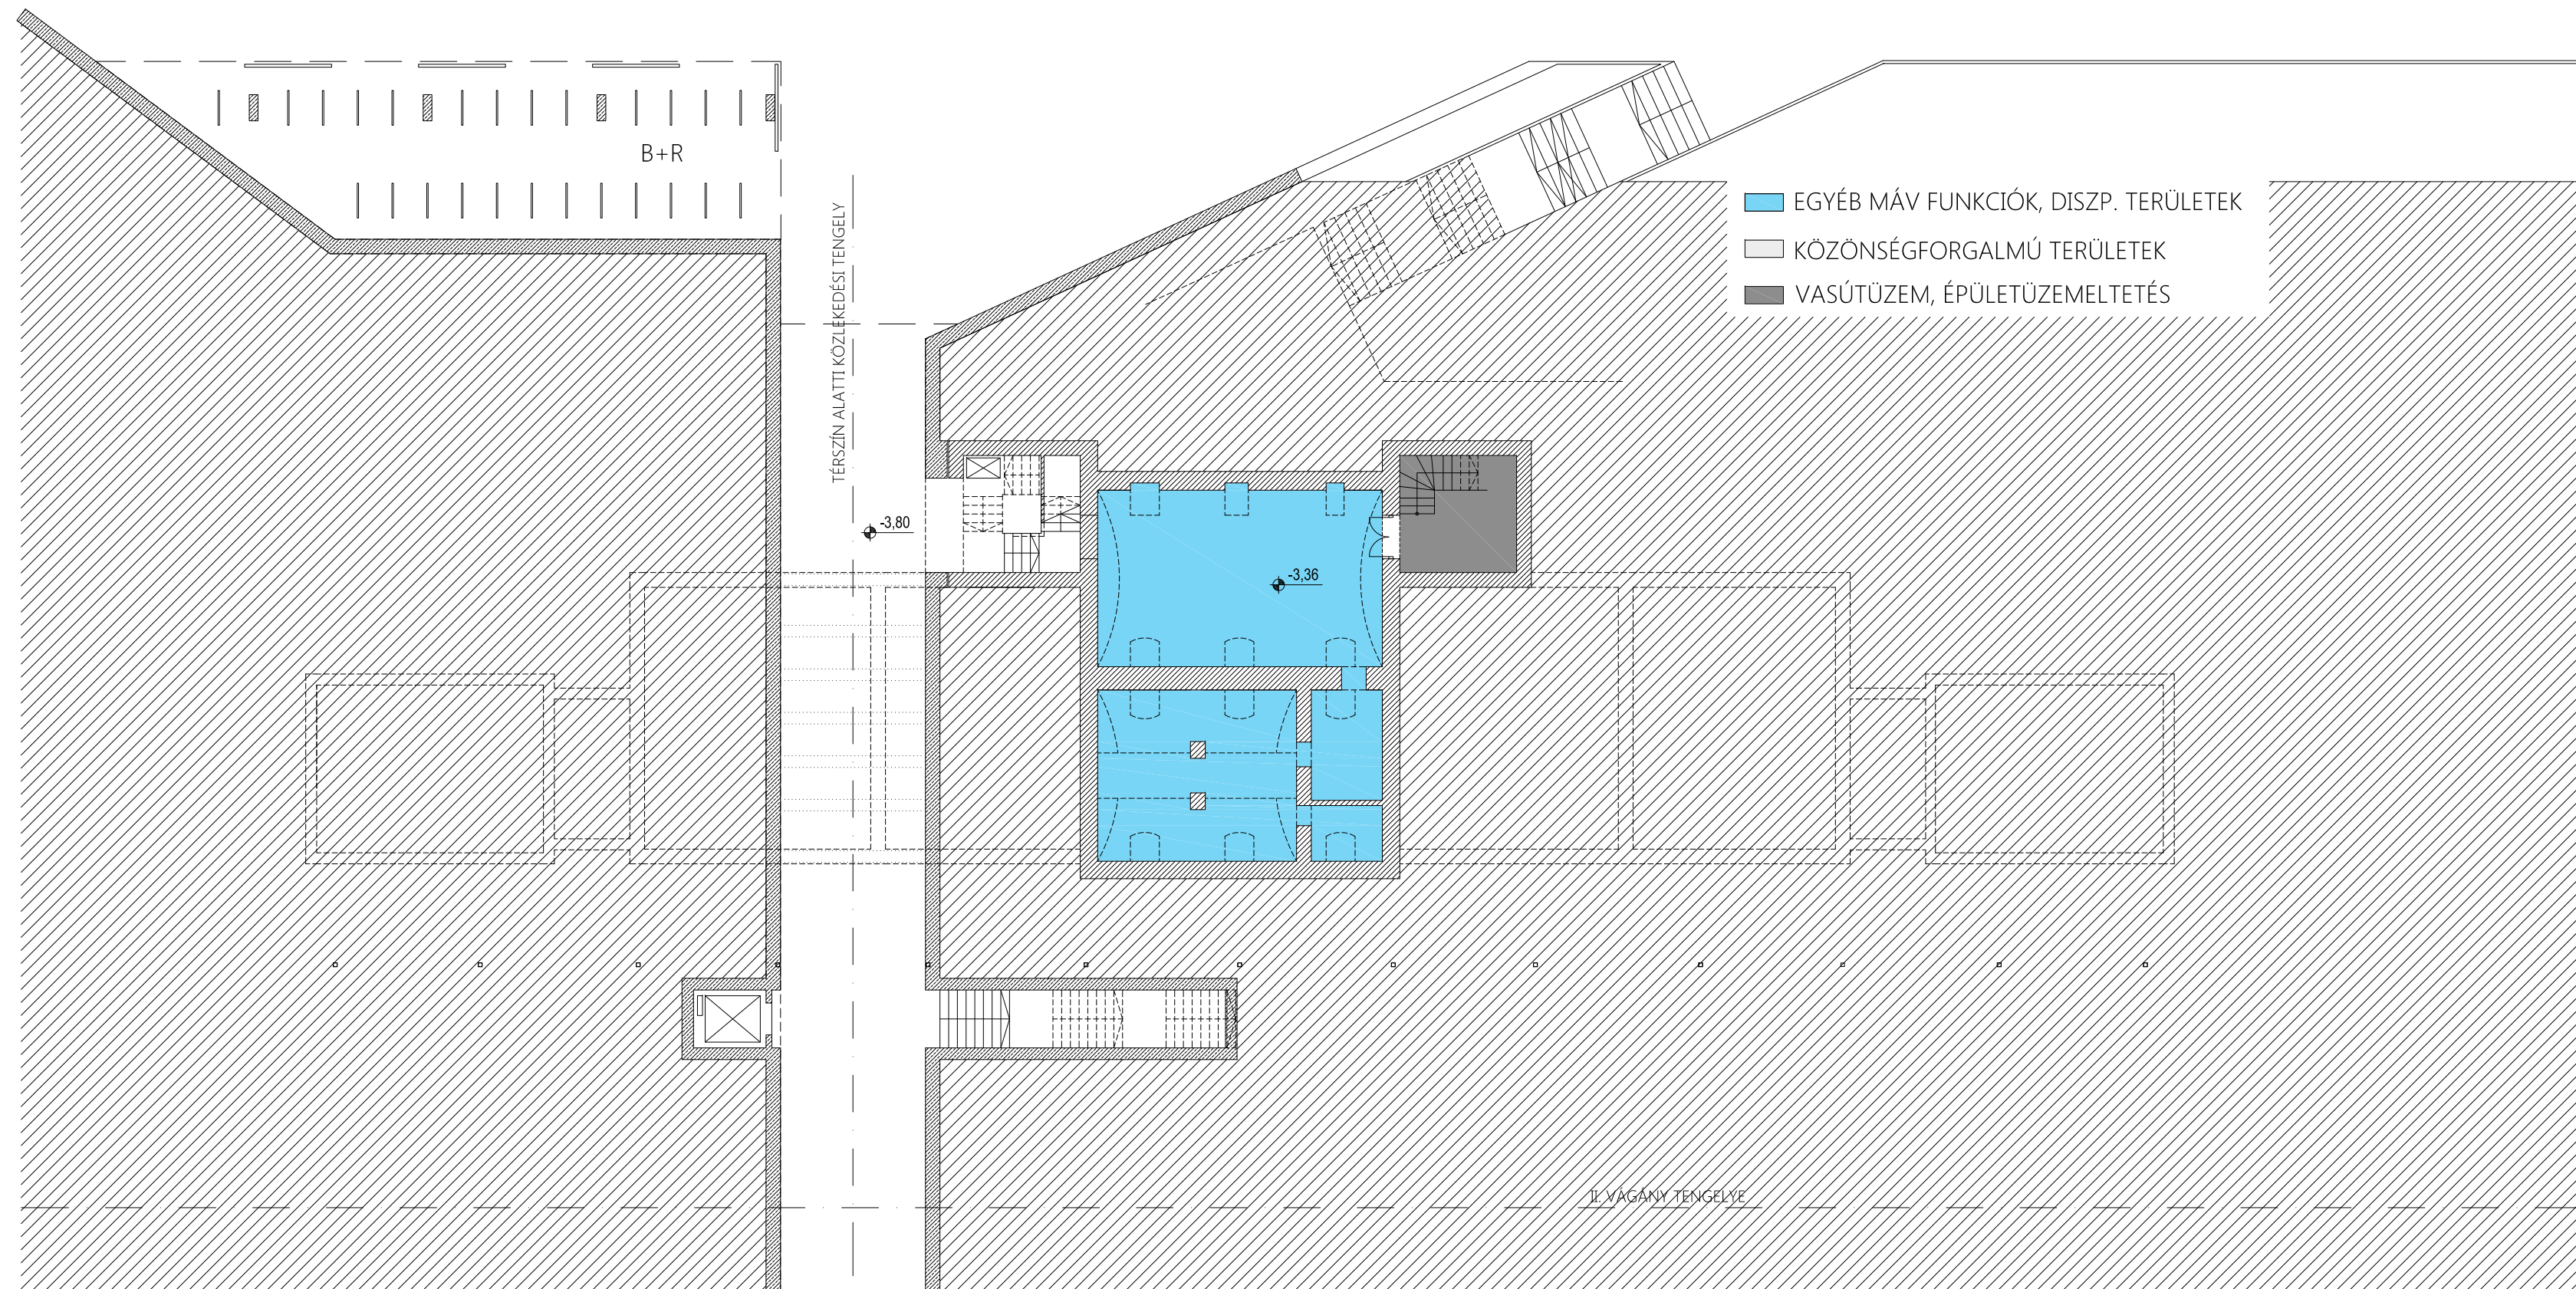 B+R
TÉRSZÍN ALATTI KÖZLEKEDÉSI TENGELY
EGYÉB MÁV FUNKCIÓK, DISZP. TERÜLETEK
KÖZÖNSÉGFORGALMÚ TERÜLETEK
VASÚTÜZEM, ÉPÜLETÜZEMELTETÉS
-3,80
-3,36
II. VÁGÁNY TENGELYE